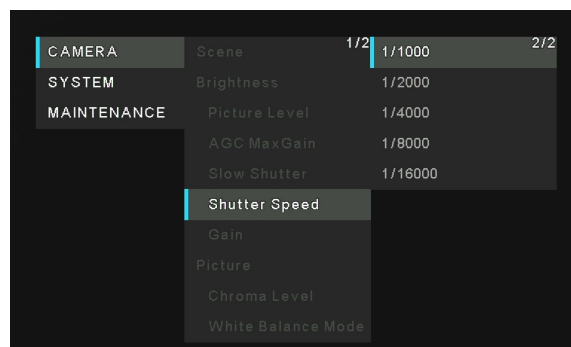 CAMERA
SYSTEM
MAINTENANCE
1/2
Scene
Brightness
Picture Level
AGC MaxGain
Slow Shutter
Shutter Speed
Gain
Picture
Chroma Level
White Balance Mode
2/2
1/1000
1/2000
1/4000
1/8000
1/16000